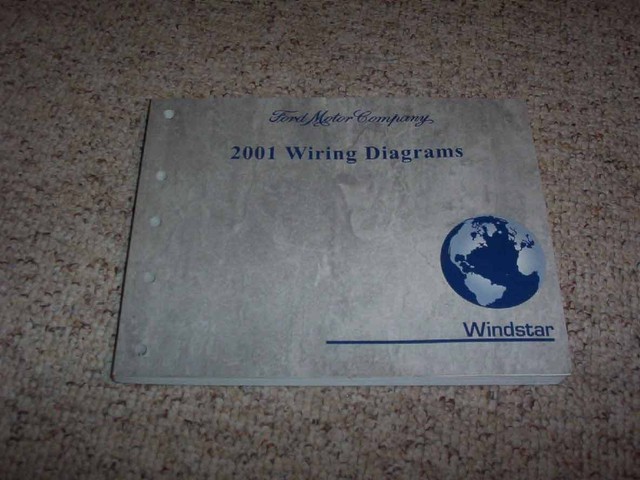 Ford Motor Company
2001 Wiring Diagrams
Windstar